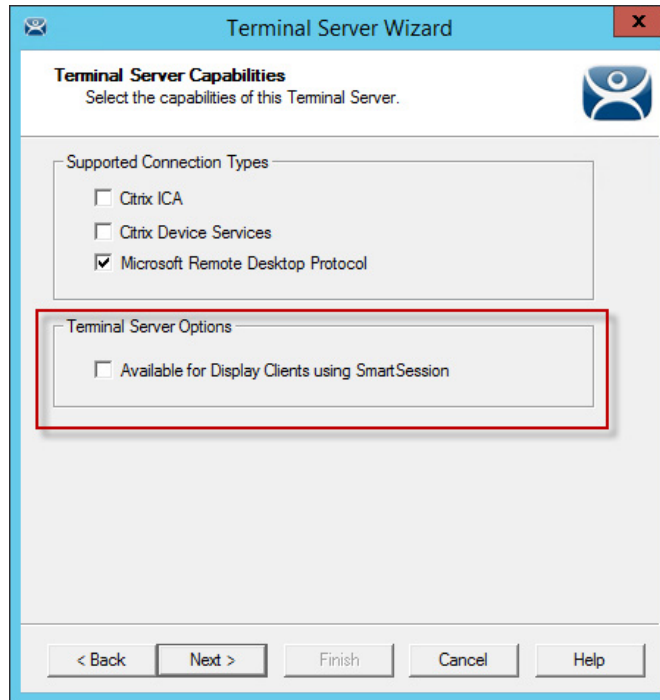 Terminal Server Wizard
x
Terminal Server Capabilities
Select the capabilities of this Terminal Server.
Supported Connection Types
Citrix ICA
Citrix Device Services
Microsoft Remote Desktop Protocol
Terminal Server Options
Available for Display Clients using SmartSession
< Back Next > Finish Cancel Help